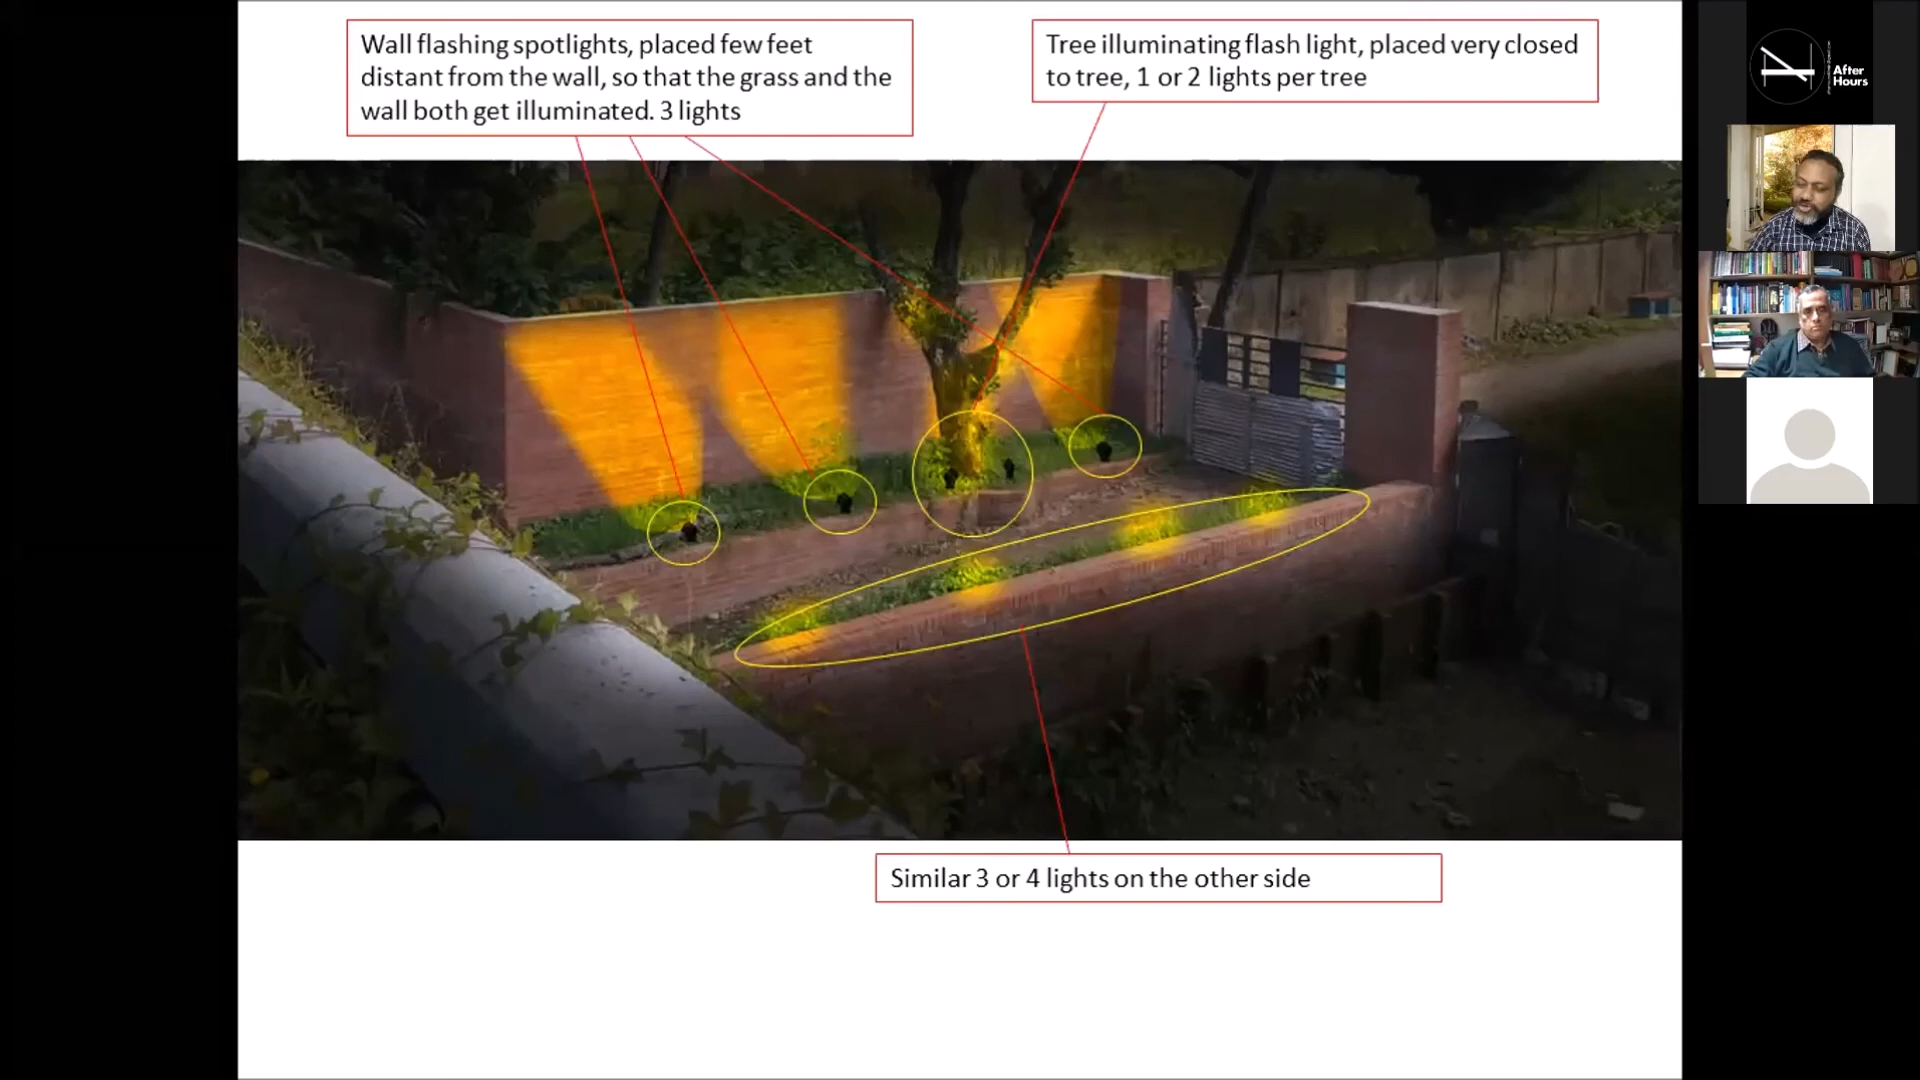 Wall flashing spotlights, placed few feet
distant from the wall, so that the grass and the
wall both get illuminated. 3 lights
Tree illuminating flash light, placed very closed
to tree, 1 or 2 lights per tree
Similar 3 or 4 lights on the other side
After
Hours